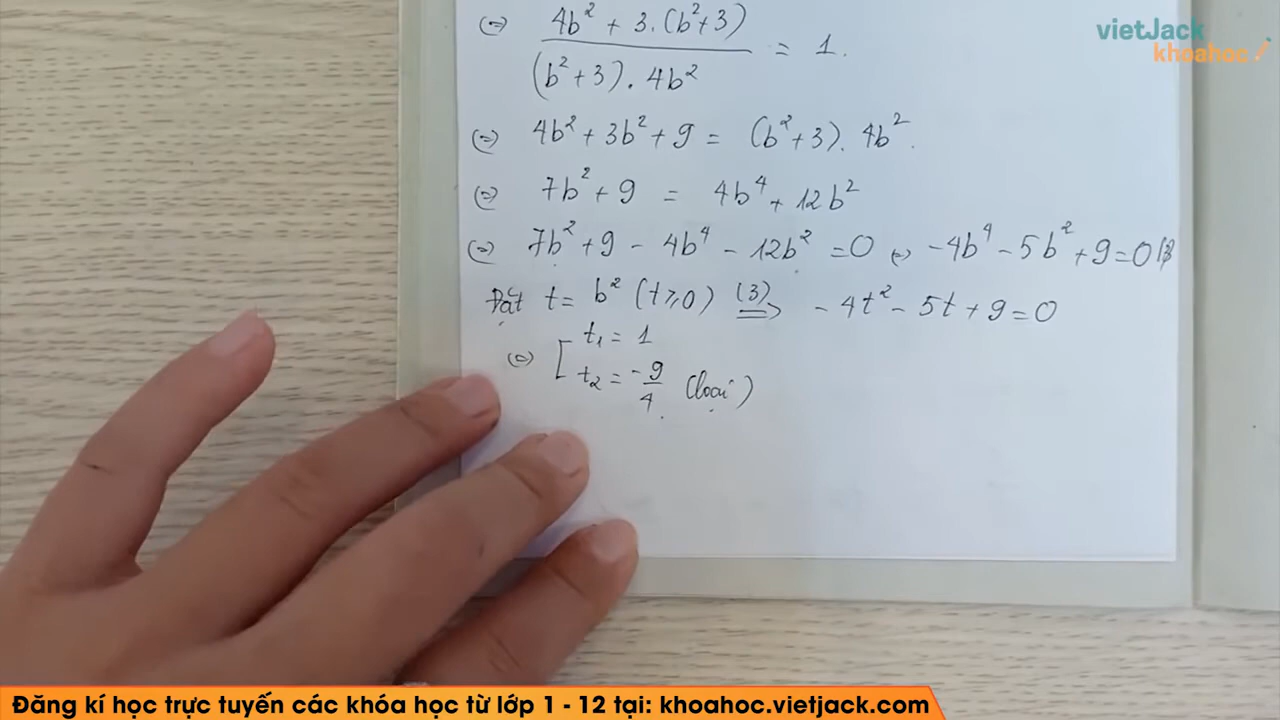 vietJack
khoahoc!
(=) (4b² + 3.(b²+3)) / ((b²+3).4b²) = 1.
(=) 4b² + 3b² + 9 = (b²+3).4b².
(=) 7b² + 9 = 4b⁴ + 12b²
(=) 7b² + 9 - 4b⁴ - 12b² = 0 (=) -4b⁴ - 5b² + 9 = 0 (3
Đặt t = b² (t ≥ 0) (3) => - 4t² - 5t + 9 = 0
(=) [ t₁ = 1
t₂ = -9/4 (loại)
Đăng kí học trực tuyến các khóa học từ lớp 1 - 12 tại: khoahoc.vietjack.com